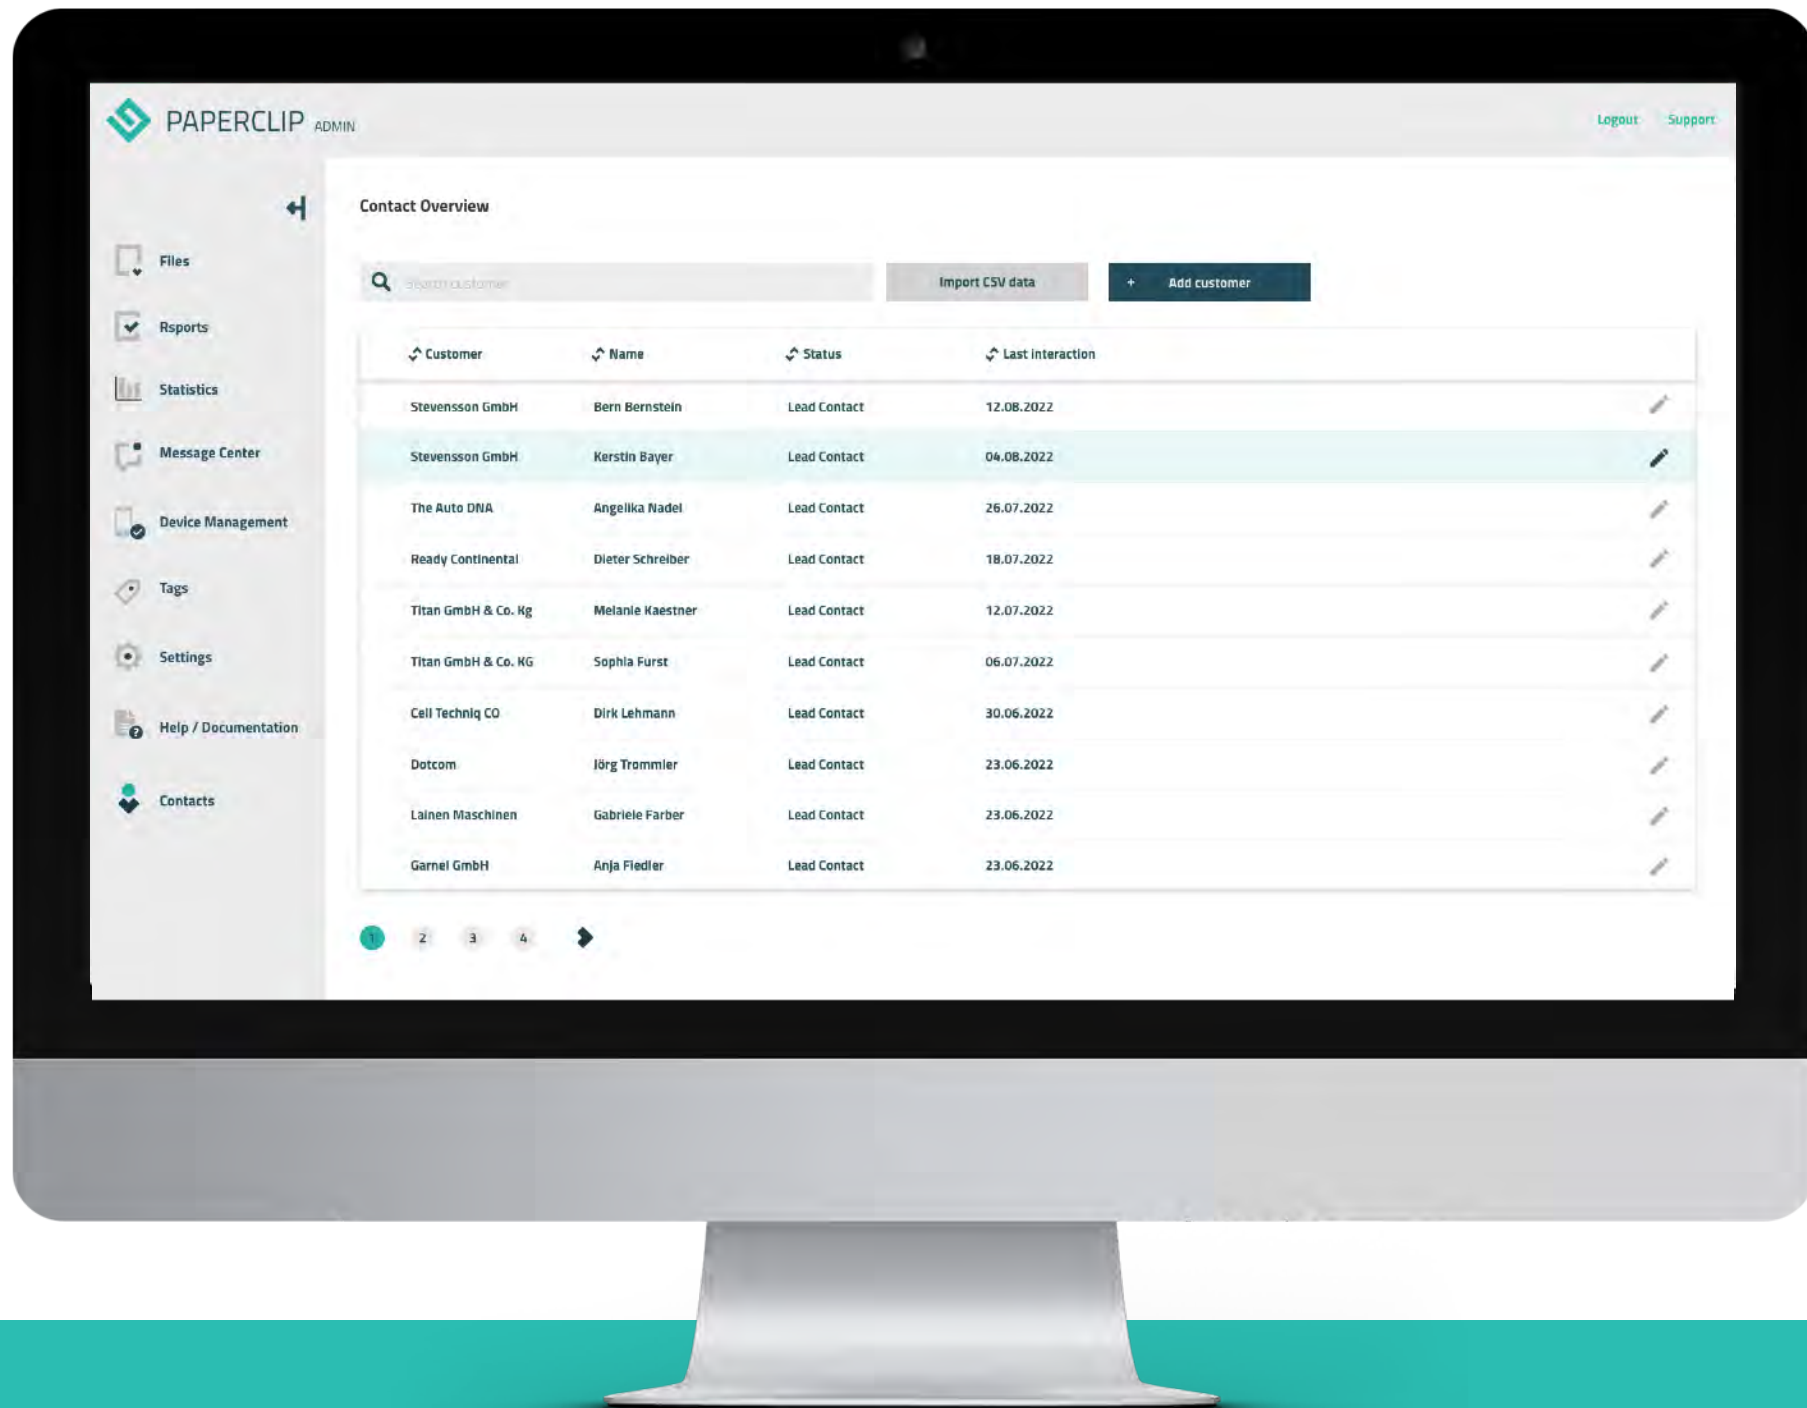 PAPERCLIP ADMIN
Logout Support
Contact Overview
Files
Rsports
Statistics
Message Center
Device Management
Tags
Settings
Help / Documentation
Contacts
Search customer
Import CSV data
+ Add customer
Customer Name Status Last interaction
Stevensson GmbH Bern Bernstein Lead Contact 12.08.2022
Stevensson GmbH Kerstin Bayer Lead Contact 04.08.2022
The Auto DNA Angelika Nadel Lead Contact 26.07.2022
Ready Continental Dieter Schreiber Lead Contact 18.07.2022
Titan GmbH & Co. Kg Melanie Kaestner Lead Contact 12.07.2022
Titan GmbH & Co. KG Sophia Furst Lead Contact 06.07.2022
Cell Techniq CO Dirk Lehmann Lead Contact 30.06.2022
Dotcom Jörg Trommler Lead Contact 23.06.2022
Lainen Maschinen Gabriele Farber Lead Contact 23.06.2022
Garnel GmbH Anja Fiedler Lead Contact 23.06.2022
1 2 3 4